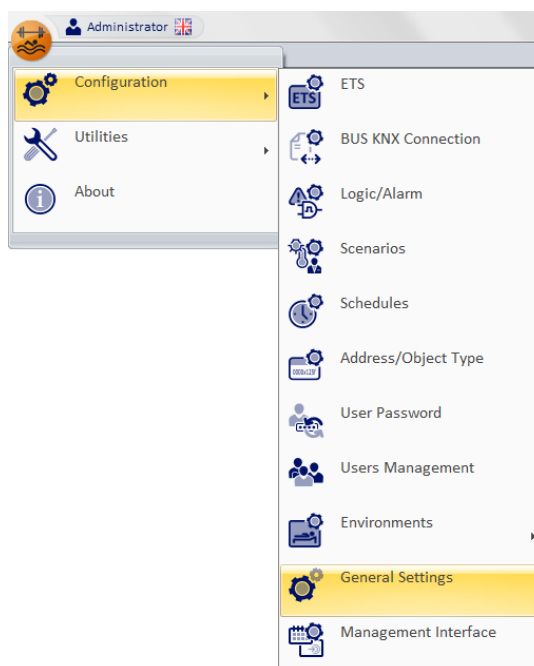 Administrator
Configuration
Utilities
About
ETS
ETS
BUS KNX Connection
Logic/Alarm
Scenarios
Schedules
Address/Object Type
User Password
Users Management
Environments
General Settings
Management Interface